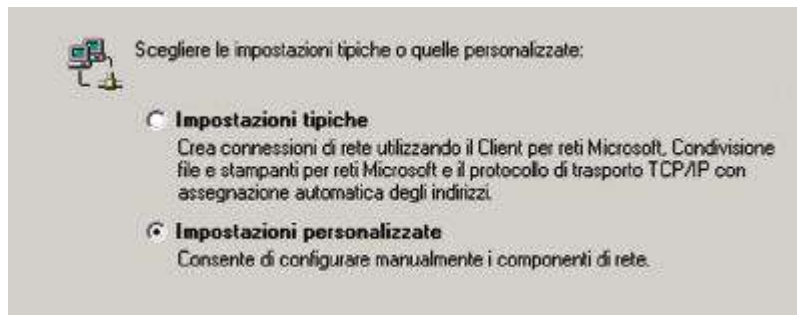 Scegliere le impostazioni tipiche o quelle personalizzate:
Impostazioni tipiche
Crea connessioni di rete utilizzando il Client per reti Microsoft, Condivisione
file e stampanti per reti Microsoft e il protocollo di trasporto TCP/IP con
assegnazione automatica degli indirizzi.
Impostazioni personalizzate
Consente di configurare manualmente i componenti di rete.